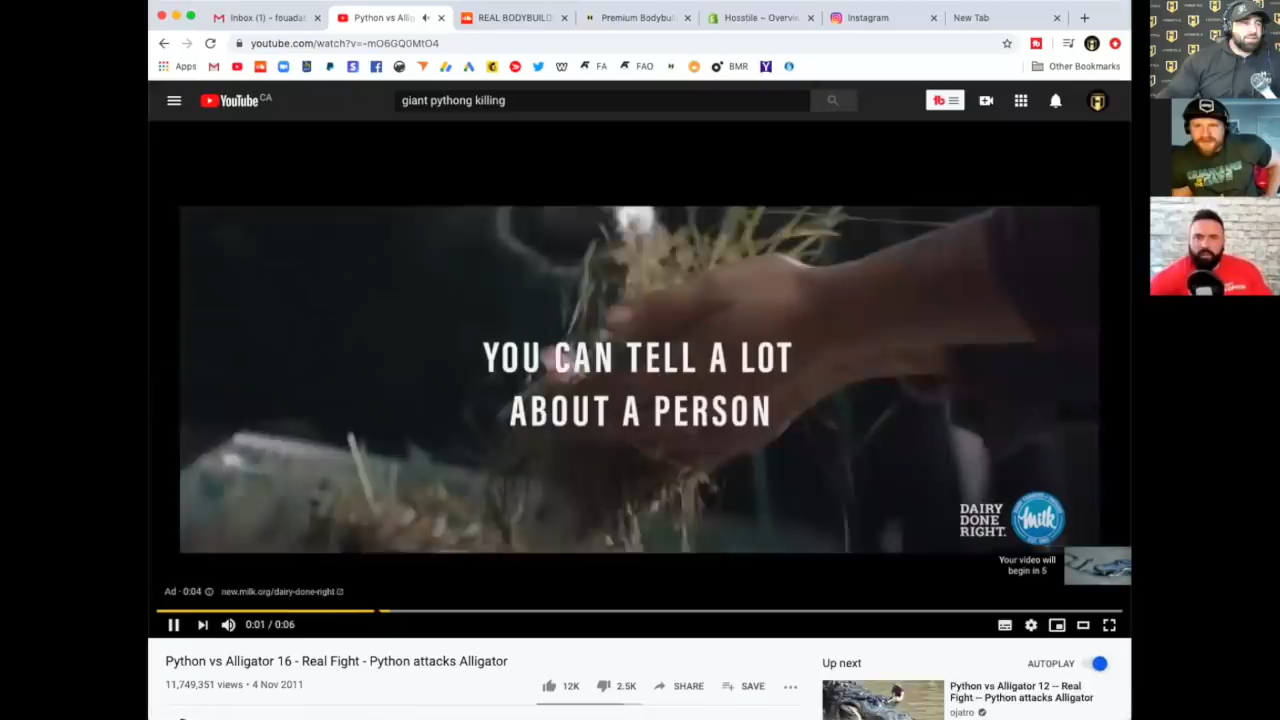 Inbox (1) - fouadal
Python vs Allig
REAL BODYBUILD
Premium Bodybui
Hosstile ~ Overvie
Instagram
New Tab
youtube.com/watch?v=-mO6GQ0MtO4
Apps
FA
FAO
BMR
Other Bookmarks
YouTube CA
giant pythong killing
YOU CAN TELL A LOT
ABOUT A PERSON
DAIRY
DONE
RIGHT.
milk
Your video will
begin in 5
Ad · 0:04
new.milk.org/dairy-done-right
0:01 / 0:06
Python vs Alligator 16 - Real Fight - Python attacks Alligator
11,749,351 views • 4 Nov 2011
12K
2.5K
SHARE
SAVE
Up next
AUTOPLAY
Python vs Alligator 12 -- Real
Fight -- Python attacks Alligator
ojatro